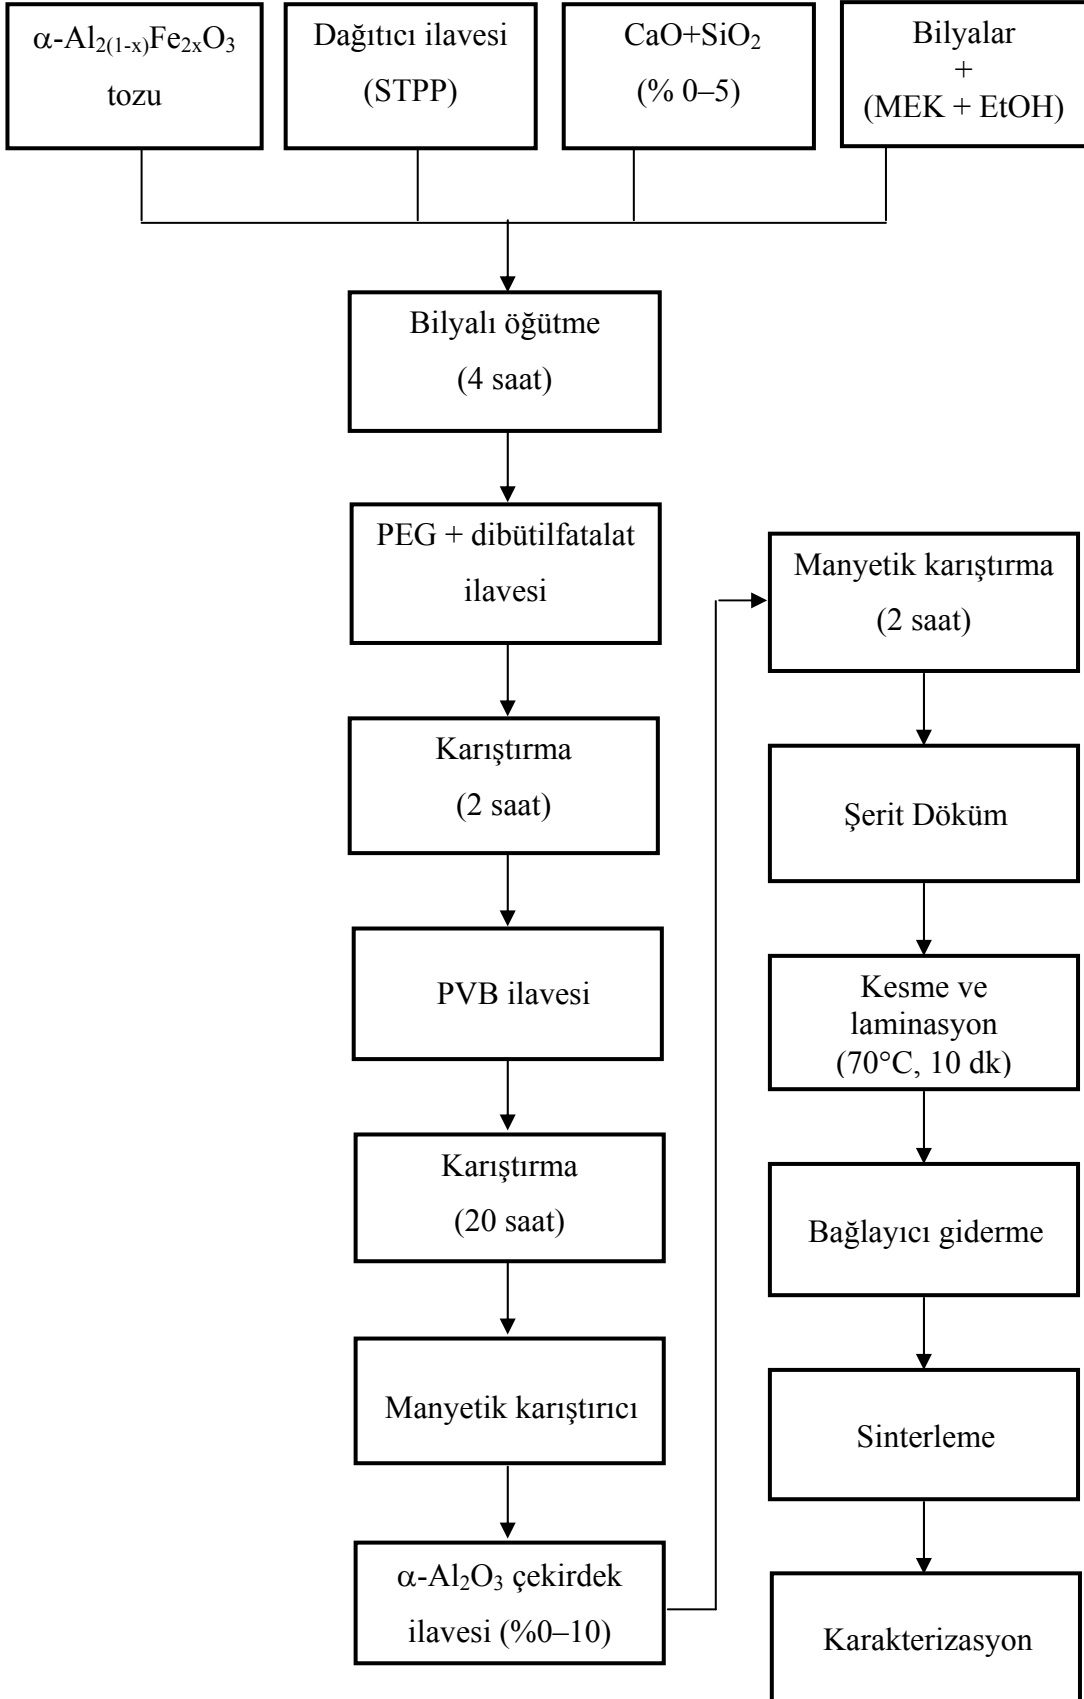 α-Al2(1-x)Fe2xO3
tozu
Dağıtıcı ilavesi
(STPP)
CaO+SiO2
(% 0–5)
Bilyalar
+
(MEK + EtOH)
Bilyalı öğütme
(4 saat)
PEG + dibütilfatalat
ilavesi
Karıştırma
(2 saat)
PVB ilavesi
Karıştırma
(20 saat)
Manyetik karıştırıcı
α-Al2O3 çekirdek
ilavesi (%0–10)
Manyetik karıştırma
(2 saat)
Şerit Döküm
Kesme ve
laminasyon
(70°C, 10 dk)
Bağlayıcı giderme
Sinterleme
Karakterizasyon